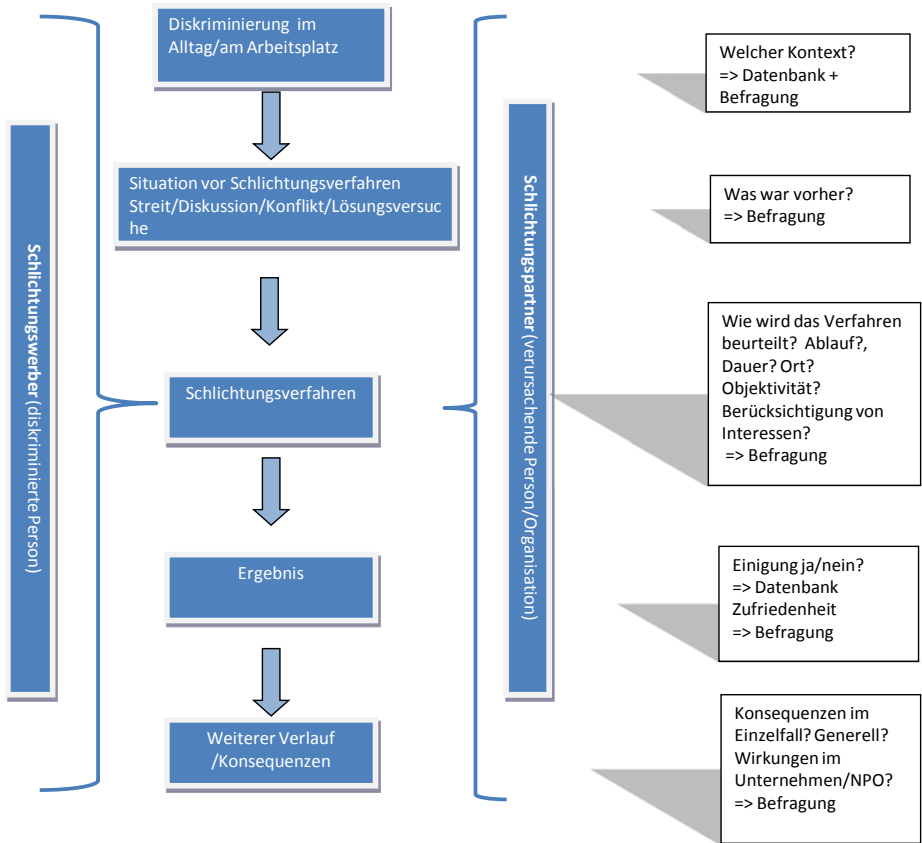 Diskriminierung im
Alltag/am Arbeitsplatz
Situation vor Schlichtungsverfahren
Streit/Diskussion/Konflikt/Lösungsversuc
he
Schlichtungsverfahren
Ergebnis
Weiterer Verlauf
/Konsequenzen
Schlichtungswerber (diskriminierte Person)
Schlichtungspartner (verursachende Person/Organisation)
Welcher Kontext?
=> Datenbank +
Befragung
Was war vorher?
=> Befragung
Wie wird das Verfahren
beurteilt? Ablauf?,
Dauer? Ort?
Objektivität?
Berücksichtigung von
Interessen?
=> Befragung
Einigung ja/nein?
=> Datenbank
Zufriedenheit
=> Befragung
Konsequenzen im
Einzelfall? Generell?
Wirkungen im
Unternehmen/NPO?
=> Befragung